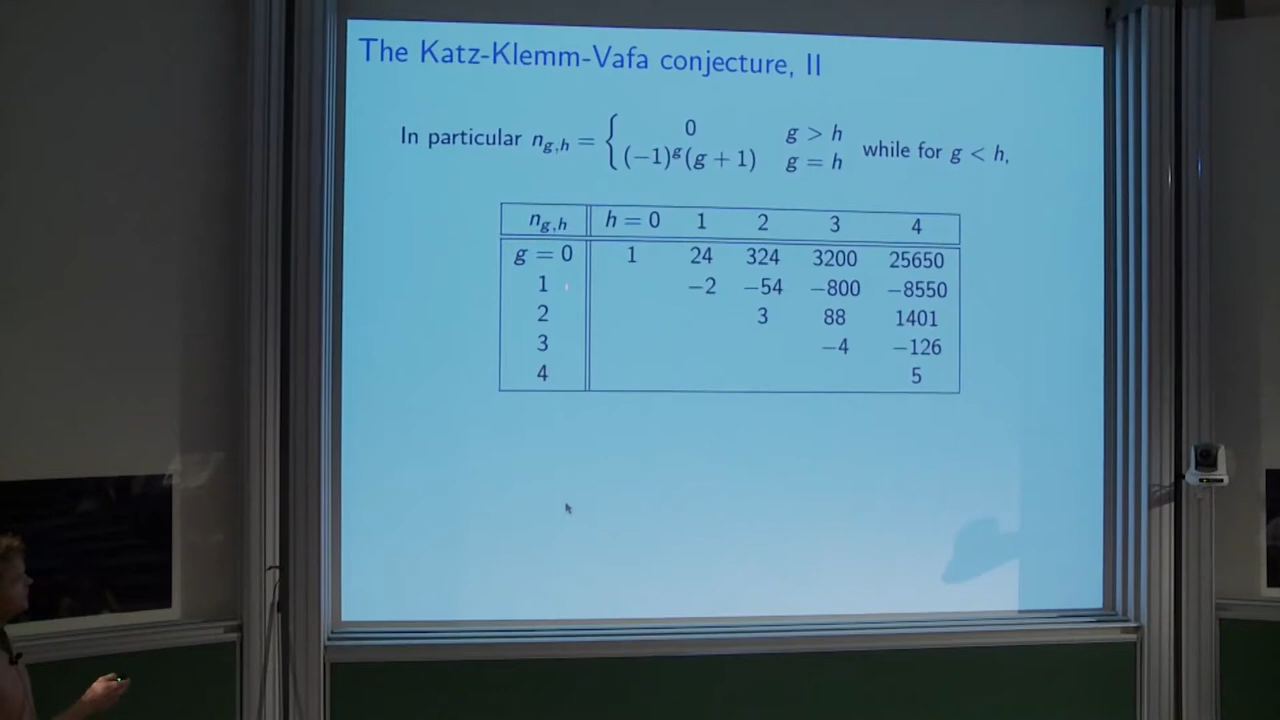 The Katz-Klemm-Vafa conjecture, II
In particular n_{g,h} = { 0 g > h
(−1)^g(g + 1) g = h while for g < h,
n_{g,h} h = 0 1 2 3 4
g = 0 1 24 324 3200 25650
1 −2 −54 −800 −8550
2 3 88 1401
3 −4 −126
4 5